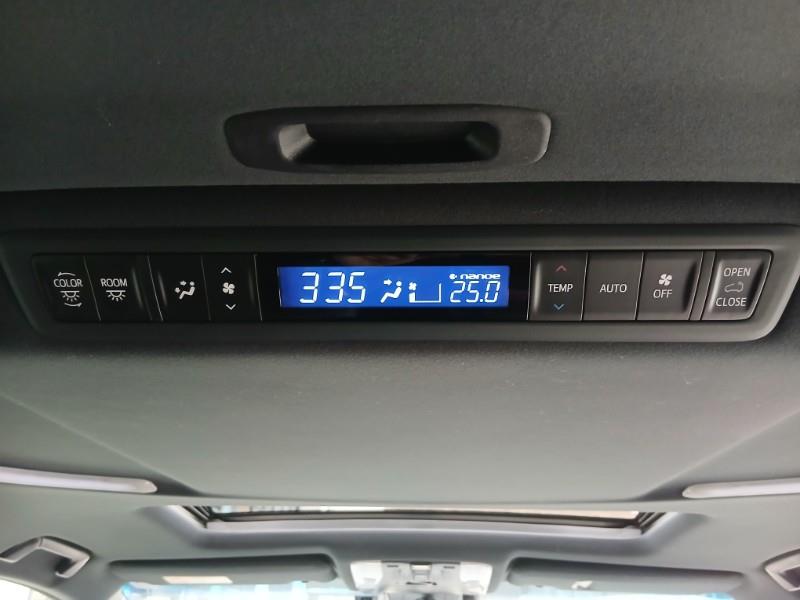 COLOR
ROOM
335
nanoe
25.0
TEMP
AUTO
OFF
OPEN
CLOSE